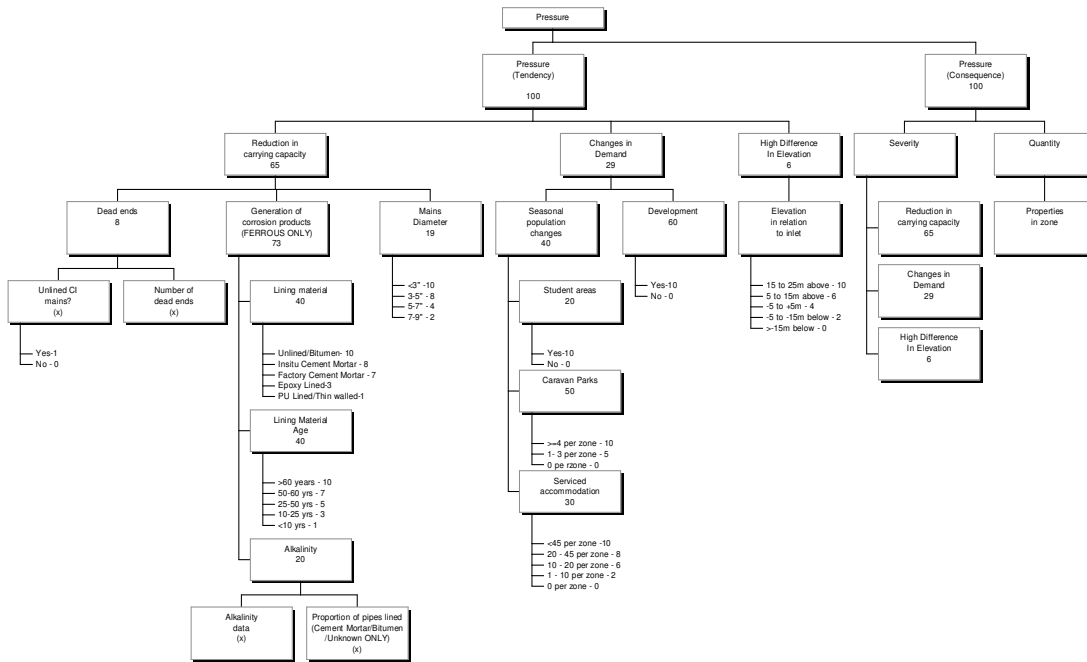 Pressure
Pressure
(Tendency)
100
Pressure
(Consequence)
100
Reduction in
carrying capacity
65
Changes in
Demand
29
High Difference
In Elevation
6
Severity
Quantity
Dead ends
8
Generation of
corrosion products
(FERROUS ONLY)
73
Mains
Diameter
19
Seasonal
population
changes
40
Development
60
Elevation
in relation
to inlet
Reduction in
carrying capacity
65
Properties
in zone
Unlined CI
mains?
(x)
Number of
dead ends
(x)
Lining material
40
<3" -10
3-5" - 8
5-7" - 4
7-9" - 2
Student areas
20
Yes-10
No - 0
15 to 25m above - 10
5 to 15m above - 6
-5 to +5m - 4
-5 to -15m below - 2
>-15m below - 0
Changes in
Demand
29
High Difference
In Elevation
6
Yes-1
No - 0
Unlined/Bitumen- 10
Insitu Cement Mortar - 8
Factory Cement Mortar - 7
Epoxy Lined-3
PU Lined/Thin walled-1
Yes-10
No - 0
Caravan Parks
50
Lining Material
Age
40
>=4 per zone - 10
1- 3 per zone - 5
0 pe rzone - 0
>60 years - 10
50-60 yrs - 7
25-50 yrs - 5
10-25 yrs - 3
<10 yrs - 1
Serviced
accommodation
30
<45 per zone -10
20 - 45 per zone - 8
10 - 20 per zone - 6
1 - 10 per zone - 2
0 per zone - 0
Alkalinity
20
Alkalinity
data
(x)
Proportion of pipes lined
(Cement Mortar/Bitumen
/Unknown ONLY)
(x)